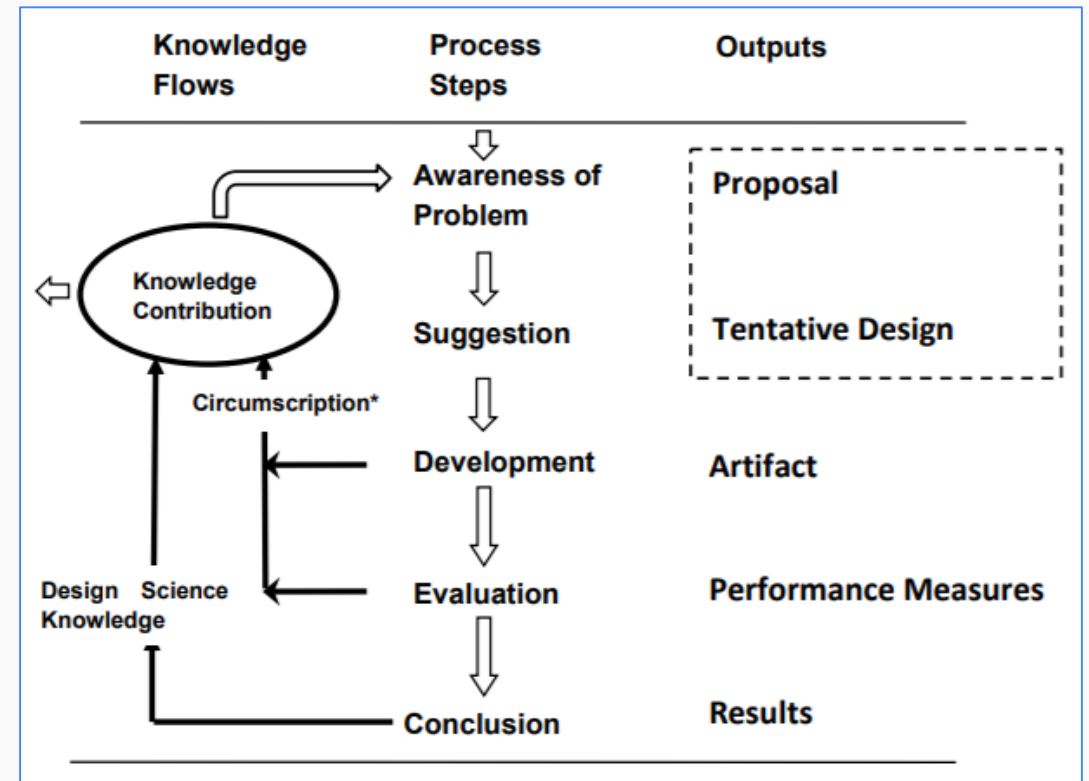 Knowledge
Flows
Process
Steps
Outputs
Awareness of
Problem
Proposal
Knowledge
Contribution
Suggestion
Tentative Design
Circumscription*
Development
Artifact
Design Science
Knowledge
Evaluation
Performance Measures
Conclusion
Results